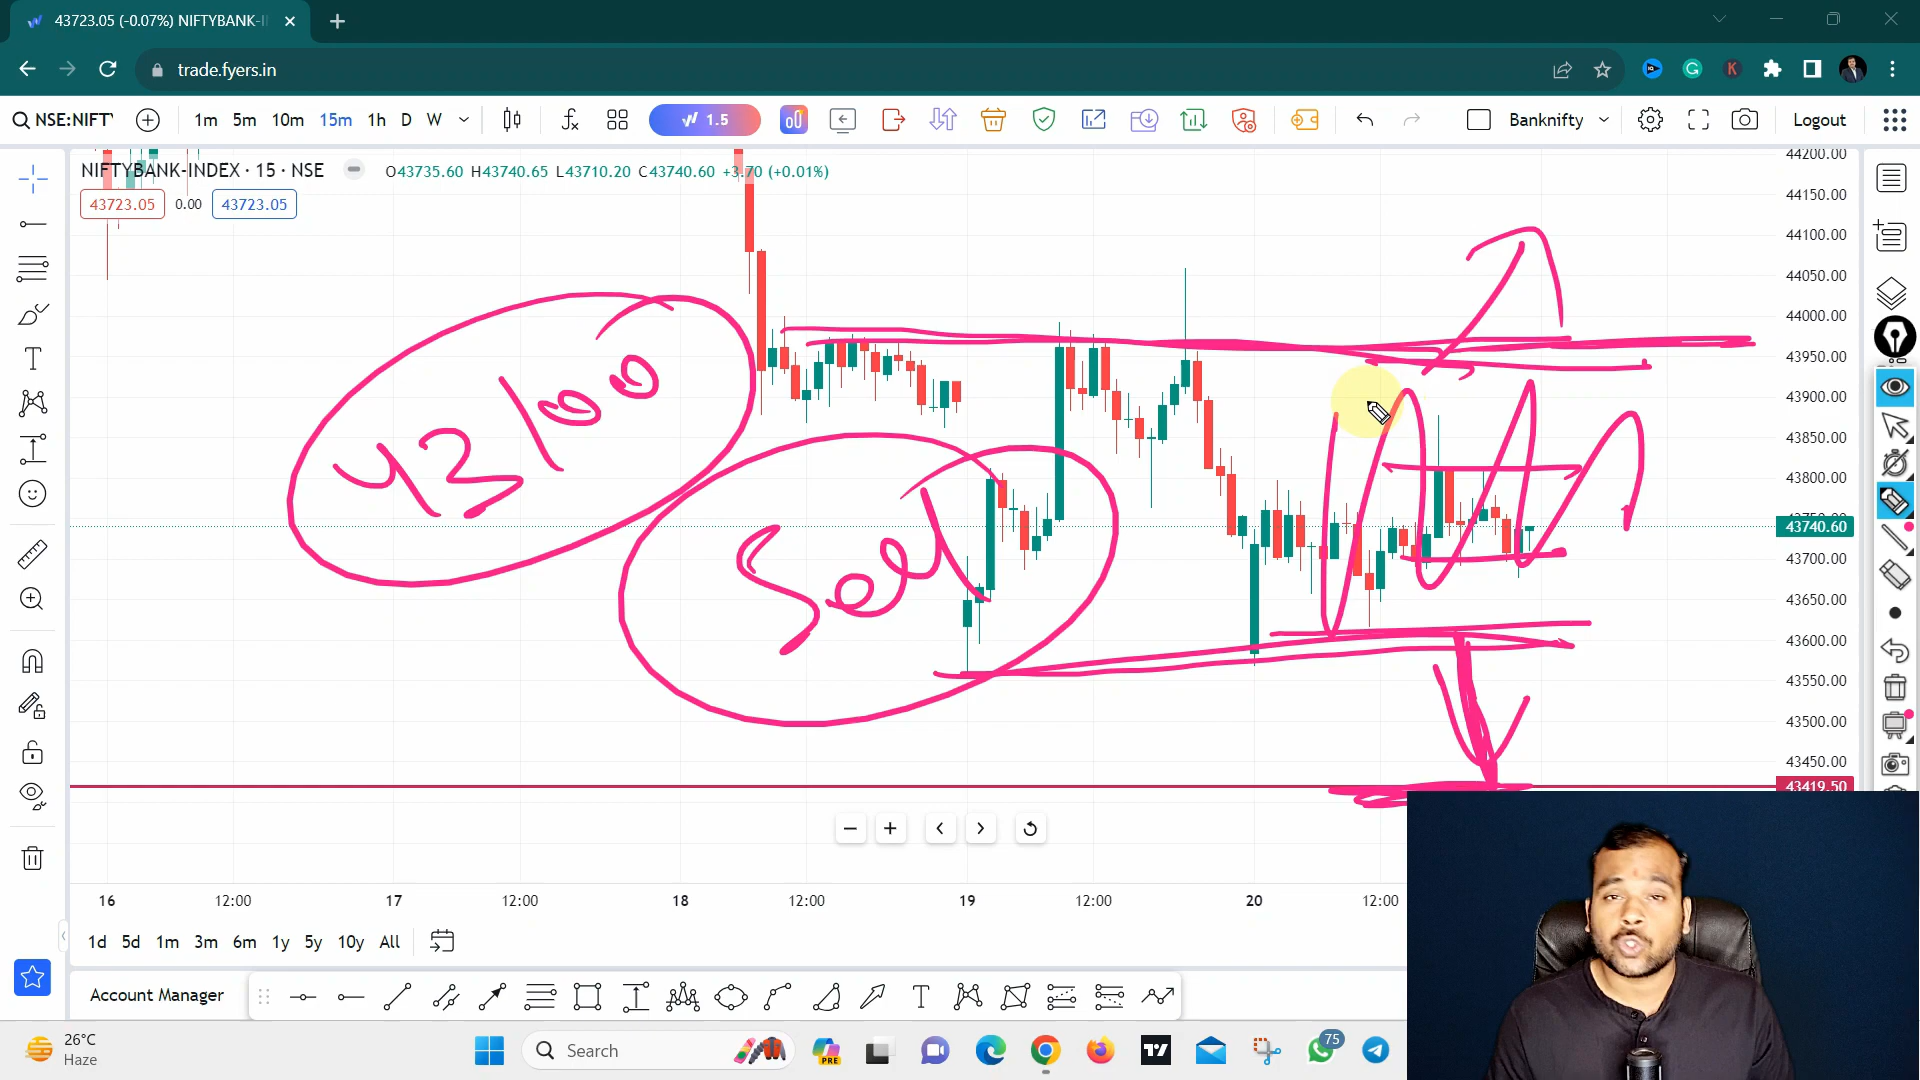 43723.05 (-0.07%) NIFTYBANK-I
trade.fyers.in
NSE:NIFTY 1m 5m 10m 15m 1h D W 1.5 Banknifty Logout
NIFTYBANK-INDEX · 15 · NSE O43735.60 H43740.65 L43710.20 C43740.60 +3.70 (+0.01%)
43723.05 0.00 43723.05
44200.00
44150.00
44100.00
44050.00
44000.00
43950.00
43900.00
43850.00
43800.00
43740.60
43700.00
43650.00
43600.00
43550.00
43500.00
43450.00
43419.50
Sell
16 12:00 17 12:00 18 12:00 19 12:00 20 12:00
1d 5d 1m 3m 6m 1y 5y 10y All
Account Manager
26°C
Haze
Search
PRE
75